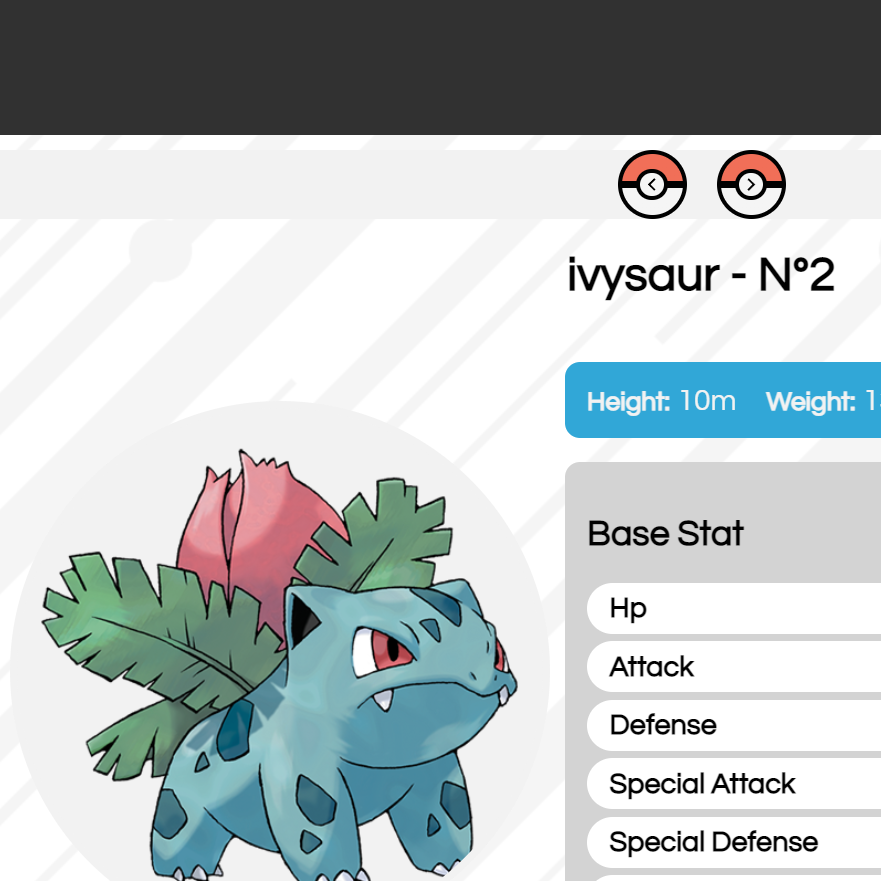 ivysaur - N°2
Height: 10m Weight:
Base Stat
Hp
Attack
Defense
Special Attack
Special Defense